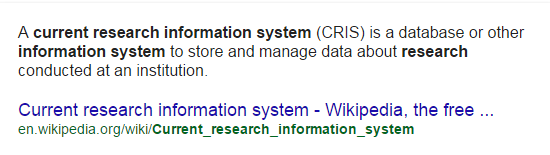 A current research information system (CRIS) is a database or other
information system to store and manage data about research
conducted at an institution.
Current research information system - Wikipedia, the free ...
en.wikipedia.org/wiki/Current_research_information_system